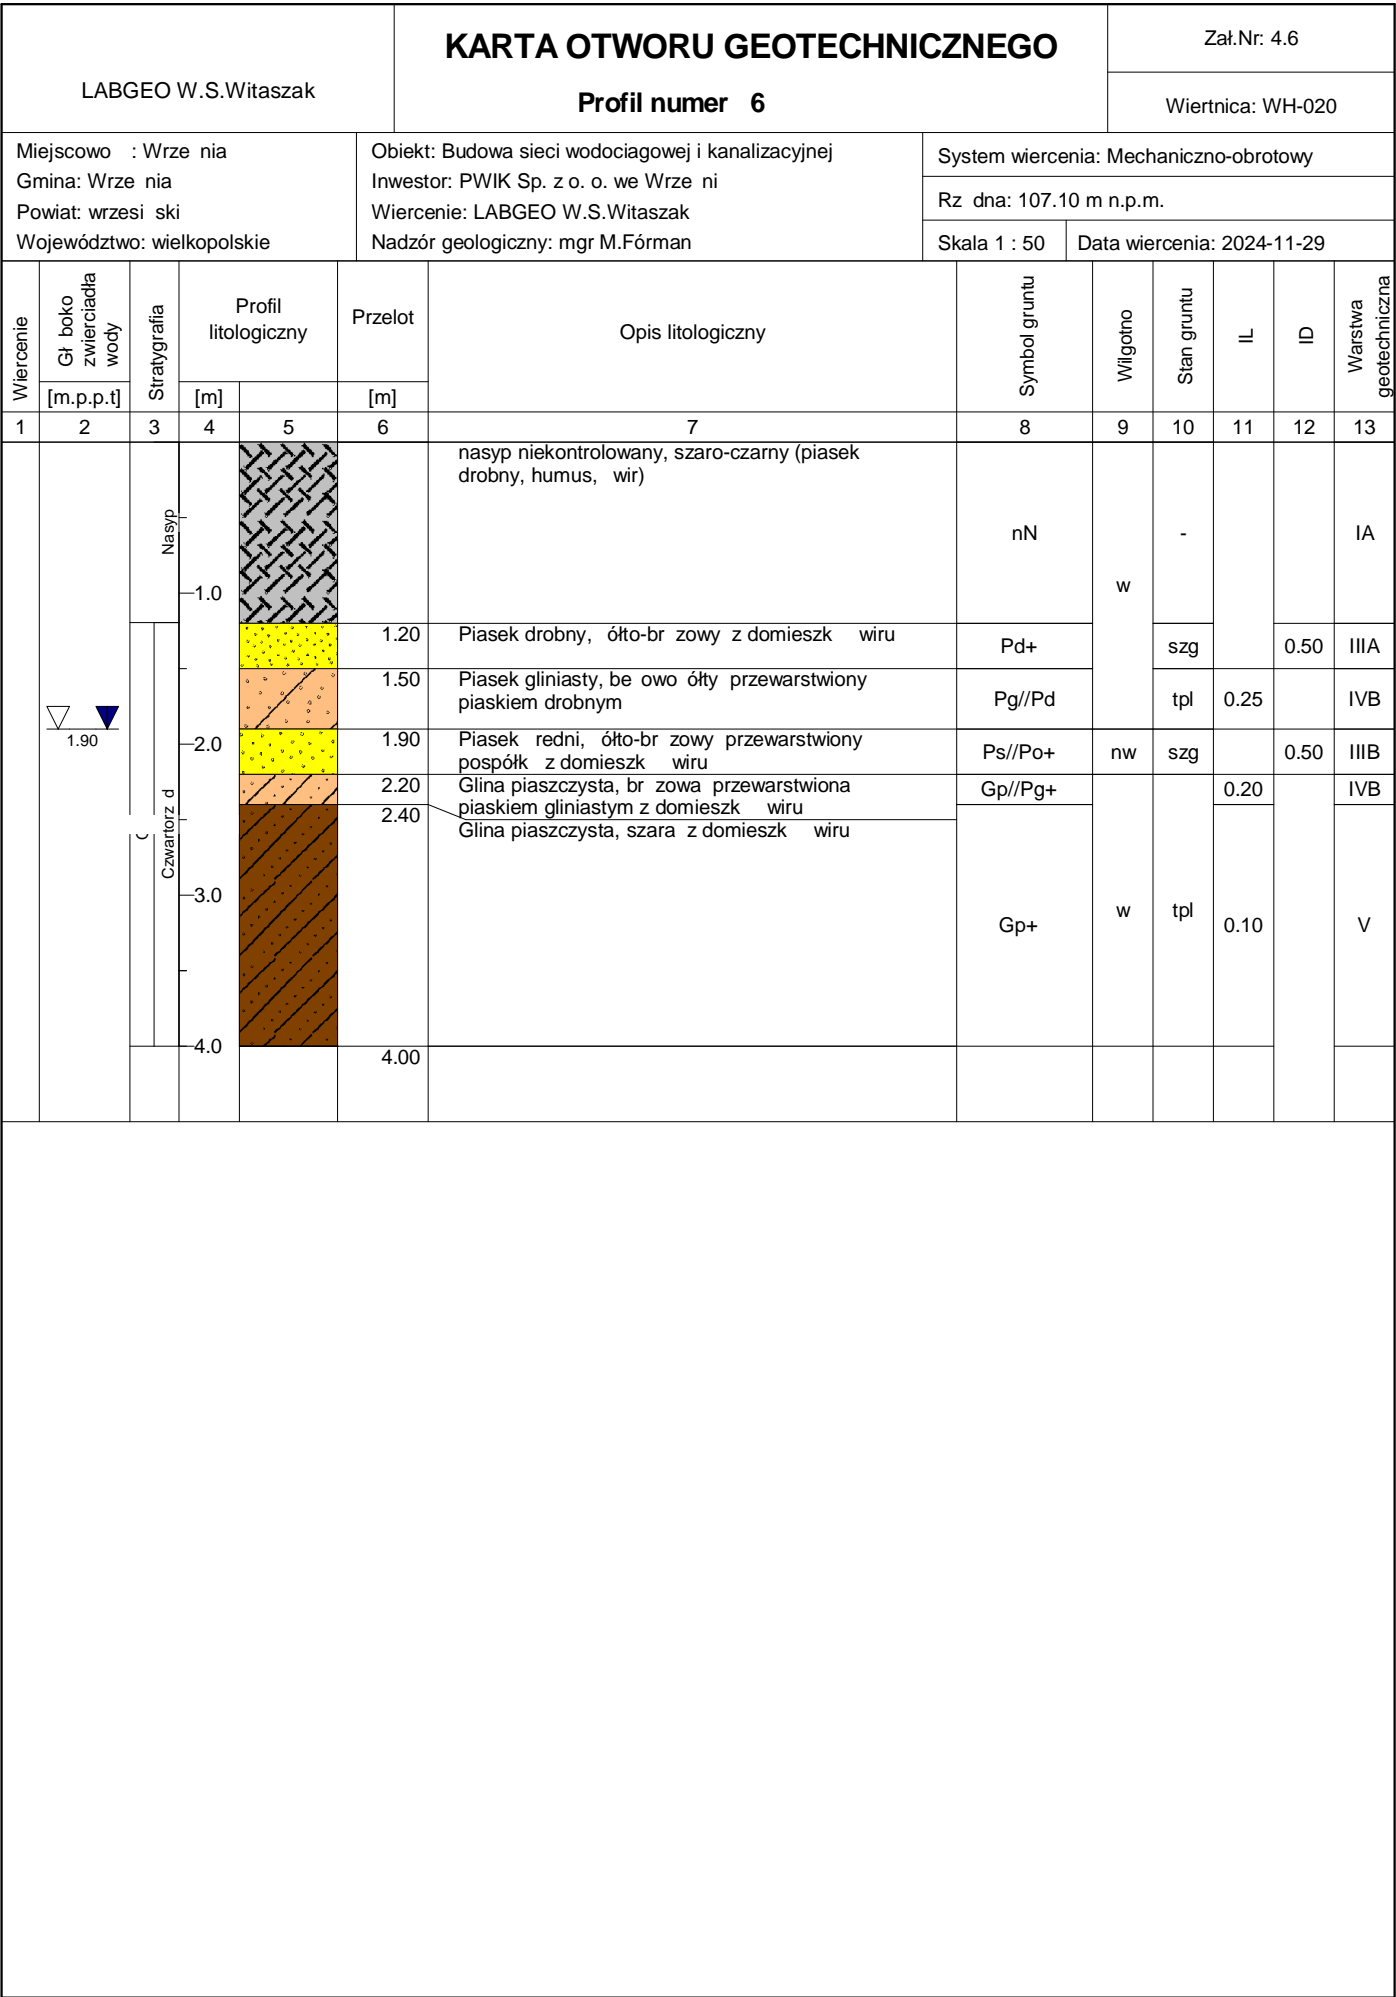 LABGEO W.S.Witaszak
KARTA OTWORU GEOTECHNICZNEGO
Profil numer 6
Zał.Nr: 4.6
Wiertnica: WH-020
Miejscowo : Wrze nia
Gmina: Wrze nia
Powiat: wrzesi ski
Województwo: wielkopolskie
Obiekt: Budowa sieci wodociagowej i kanalizacyjnej
Inwestor: PWIK Sp. z o. o. we Wrze ni
Wiercenie: LABGEO W.S.Witaszak
Nadzór geologiczny: mgr M.Fórman
System wiercenia: Mechaniczno-obrotowy
Rz dna: 107.10 m n.p.m.
Skala 1 : 50
Data wiercenia: 2024-11-29
Wiercenie
Gł boko
zwierciadła
wody
[m.p.p.t]
Stratygrafia
Profil
litologiczny
[m]
Przelot
[m]
Opis litologiczny
Symbol gruntu
Wilgotno
Stan gruntu
IL
ID
Warstwa
geotechniczna
1 2 3 4 5 6 7 8 9 10 11 12 13
nasyp niekontrolowany, szaro-czarny (piasek
drobny, humus, wir)
Nasyp
nN
-
IA
w
1.0
1.20
Piasek drobny, ółto-br zowy z domieszk wiru
Pd+
szg
0.50
IIIA
1.50
Piasek gliniasty, be owo ółty przewarstwiony
piaskiem drobnym
Pg//Pd
tpl
0.25
IVB
1.90
2.0
1.90
Piasek redni, ółto-br zowy przewarstwiony
pospółk z domieszk wiru
Ps//Po+
nw
szg
0.50
IIIB
2.20
Glina piaszczysta, br zowa przewarstwiona
piaskiem gliniastym z domieszk wiru
Gp//Pg+
0.20
IVB
2.40
Glina piaszczysta, szara z domieszk wiru
Czwartorz d
3.0
Gp+
w
tpl
0.10
V
4.0
4.00